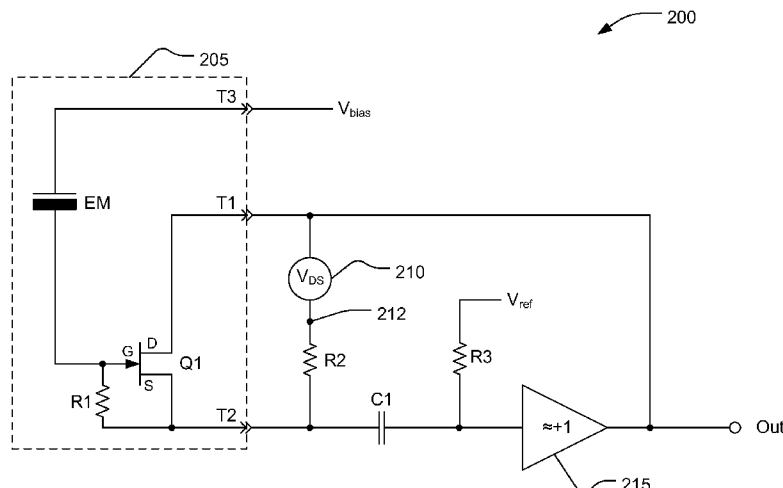 200
205
T3
V_bias
EM
T1
V_DS
210
212
V_ref
D
G
Q1
S
R1
R2
R3
T2
C1
≈+1
Out
215